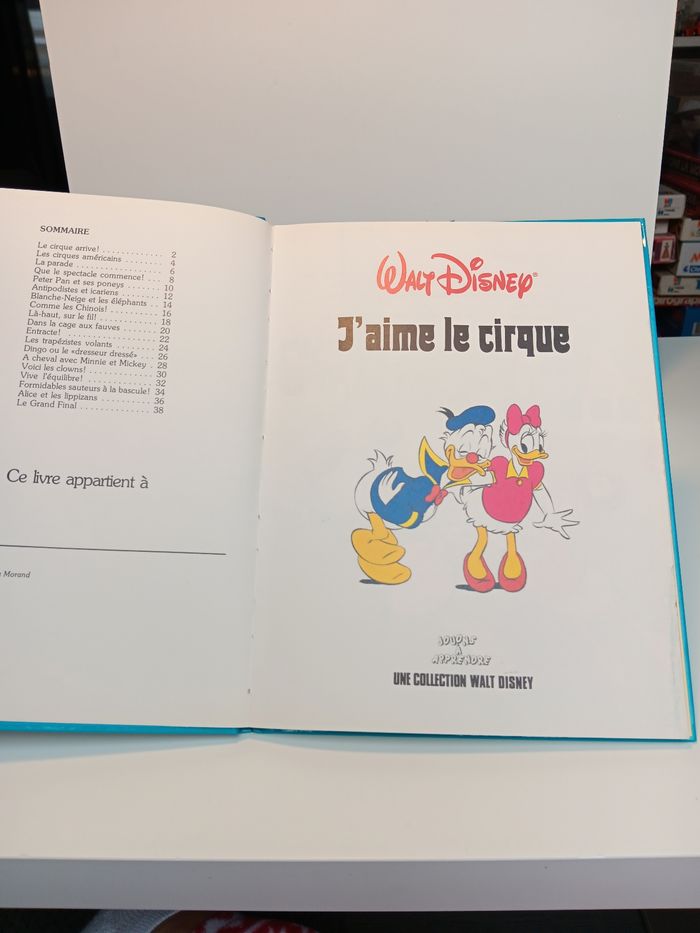 SOMMAIRE
Le cirque arrive! . . . . . . . . . . . . . 2
Les cirques américains . . . . . . . . 4
La parade . . . . . . . . . . . . . . . . . . 6
Que le spectacle commence! . . . . 8
Peter Pan et ses poneys . . . . . . . 10
Antipodistes et icariens . . . . . . . 12
Blanche-Neige et les éléphants . . 14
Comme les Chinois! . . . . . . . . . . 16
Là-haut, sur le fil! . . . . . . . . . . . 18
Dans la cage aux fauves . . . . . . . 20
Entracte! . . . . . . . . . . . . . . . . . . 22
Les trapézistes volants . . . . . . . . 24
Dingo ou le «dresseur dressé» . . . 26
A cheval avec Minnie et Mickey . 28
Voici les clowns! . . . . . . . . . . . . 30
Vive l'équilibre! . . . . . . . . . . . . . 32
Formidables sauteurs à la bascule! 34
Alice et les lippizans . . . . . . . . . . 36
Le Grand Final . . . . . . . . . . . . . . 38
Ce livre appartient à
Morand
WALT DISNEY®
J'aime le cirque
JOUONS
À
APPRENDRE
UNE COLLECTION WALT DISNEY